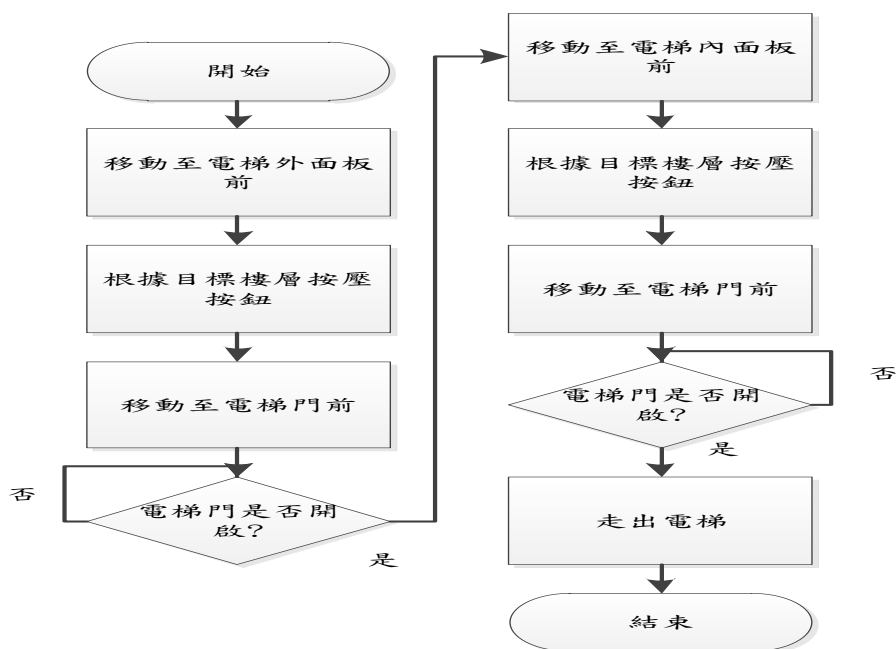 開始
移動至電梯外面板
前
根據目標樓層按壓
按鈕
移動至電梯門前
電梯門是否開
啟?
否
是
移動至電梯內面板
前
根據目標樓層按壓
按鈕
移動至電梯門前
電梯門是否開
啟?
否
是
走出電梯
結束